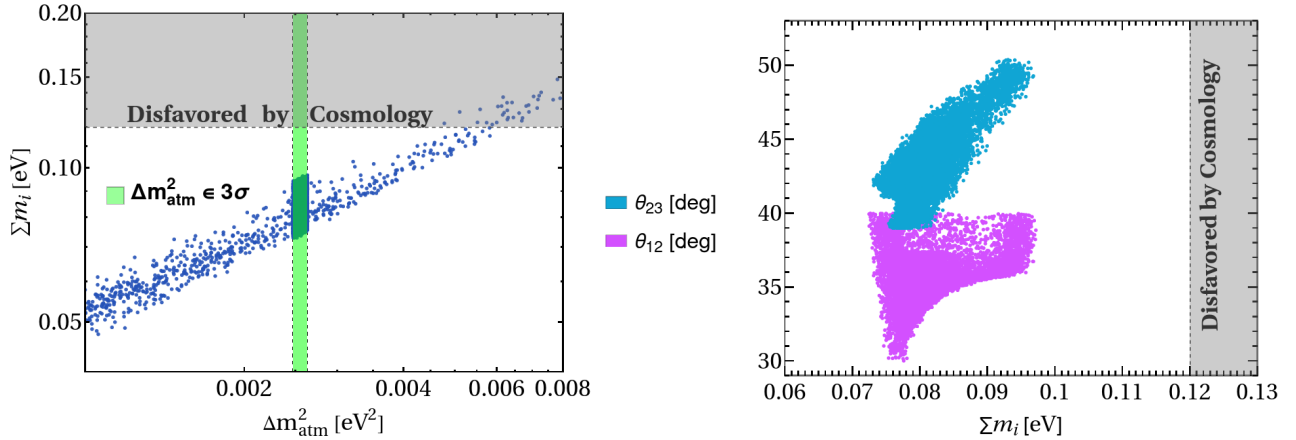 0.20
0.15
0.10
0.05
Σm_i [eV]
Disfavored by Cosmology
Δm²_atm ∈ 3σ
0.002 0.004 0.006 0.008
Δm²_atm [eV²]
θ₂₃ [deg]
θ₁₂ [deg]
50
45
40
35
30
Disfavored by Cosmology
0.06 0.07 0.08 0.09 0.1 0.11 0.12 0.13
Σm_i [eV]